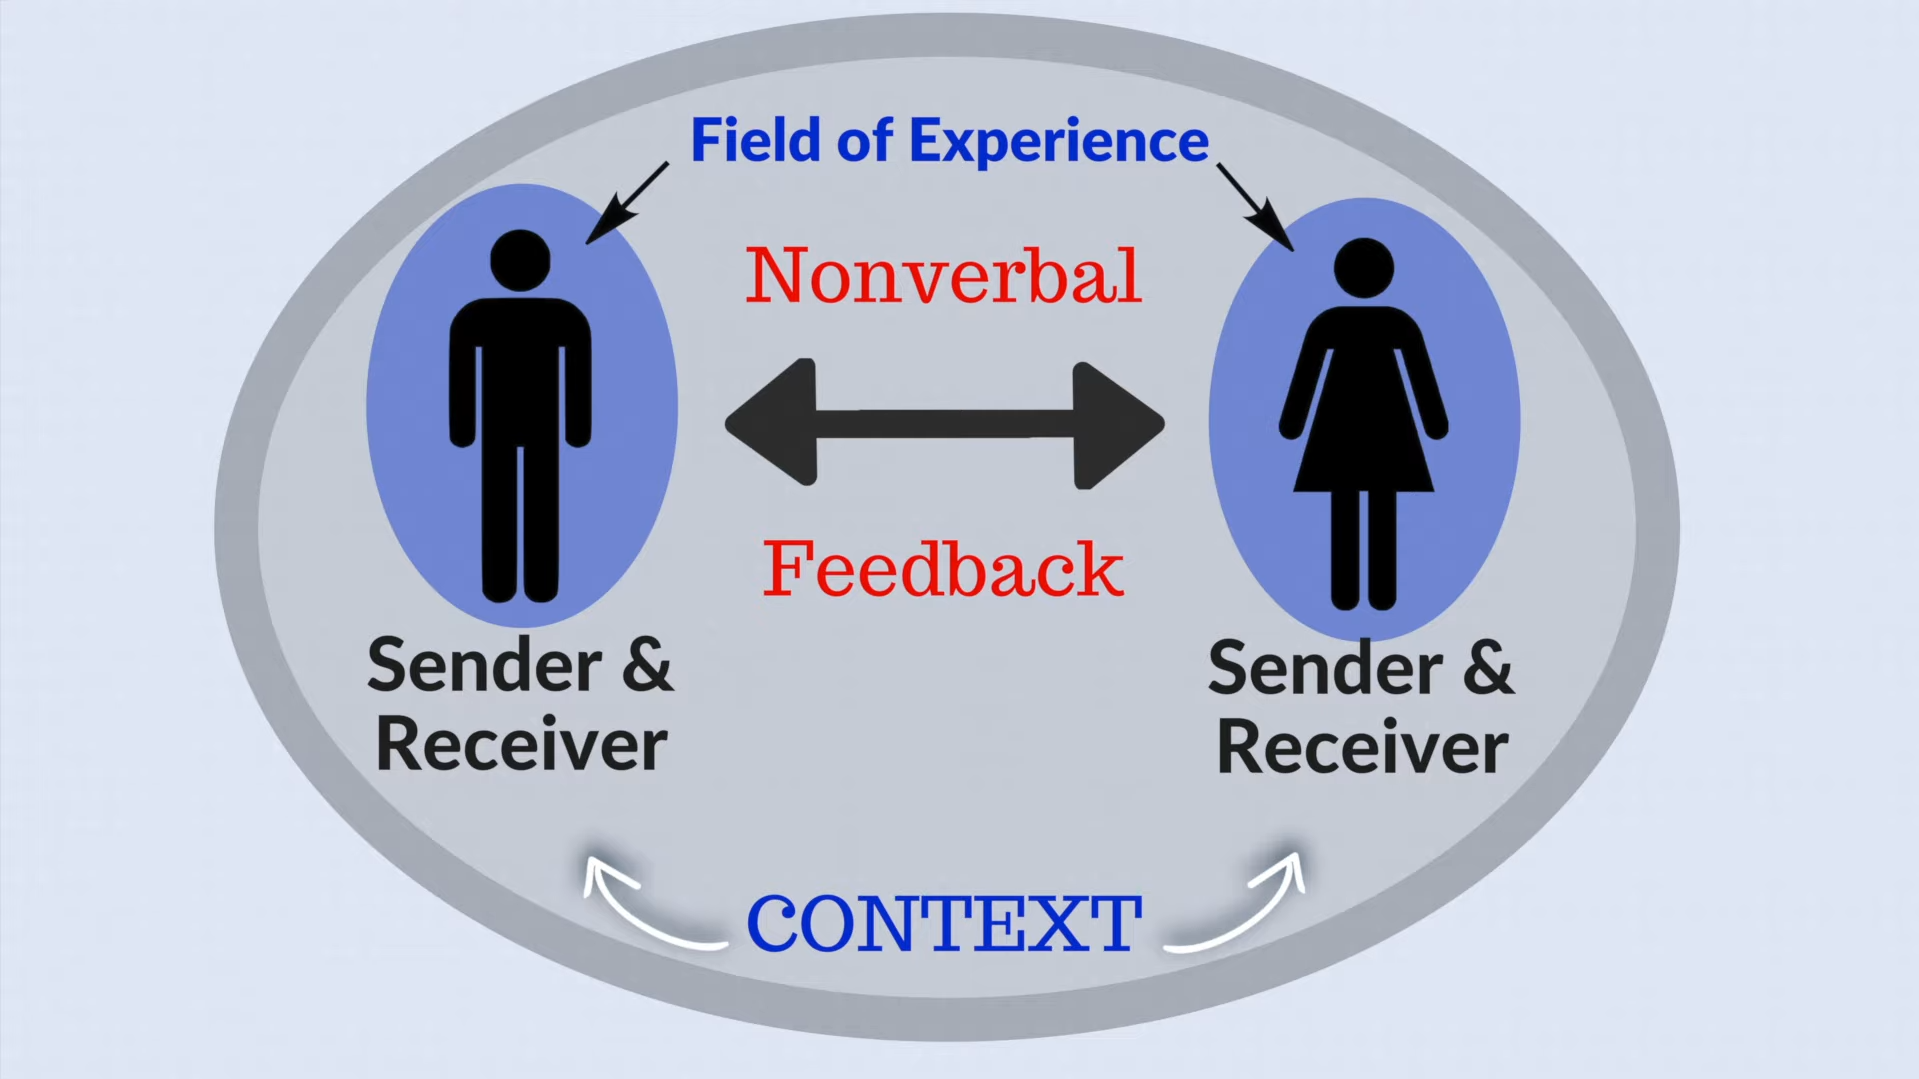 Field of Experience
Nonverbal
Feedback
Sender &
Receiver
Sender &
Receiver
CONTEXT